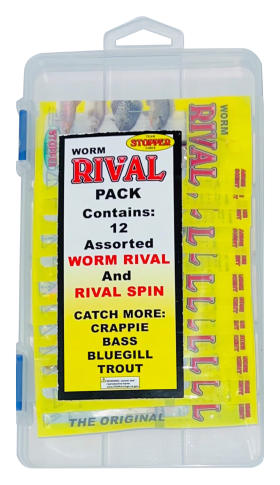 STOPPER
WORM
RIVAL
PACK
Contains:
12
Assorted
WORM RIVAL
And
RIVAL SPIN
CATCH MORE:
CRAPPIE
BASS
BLUEGILL
TROUT
THE ORIGINAL
WORM
RIVAL